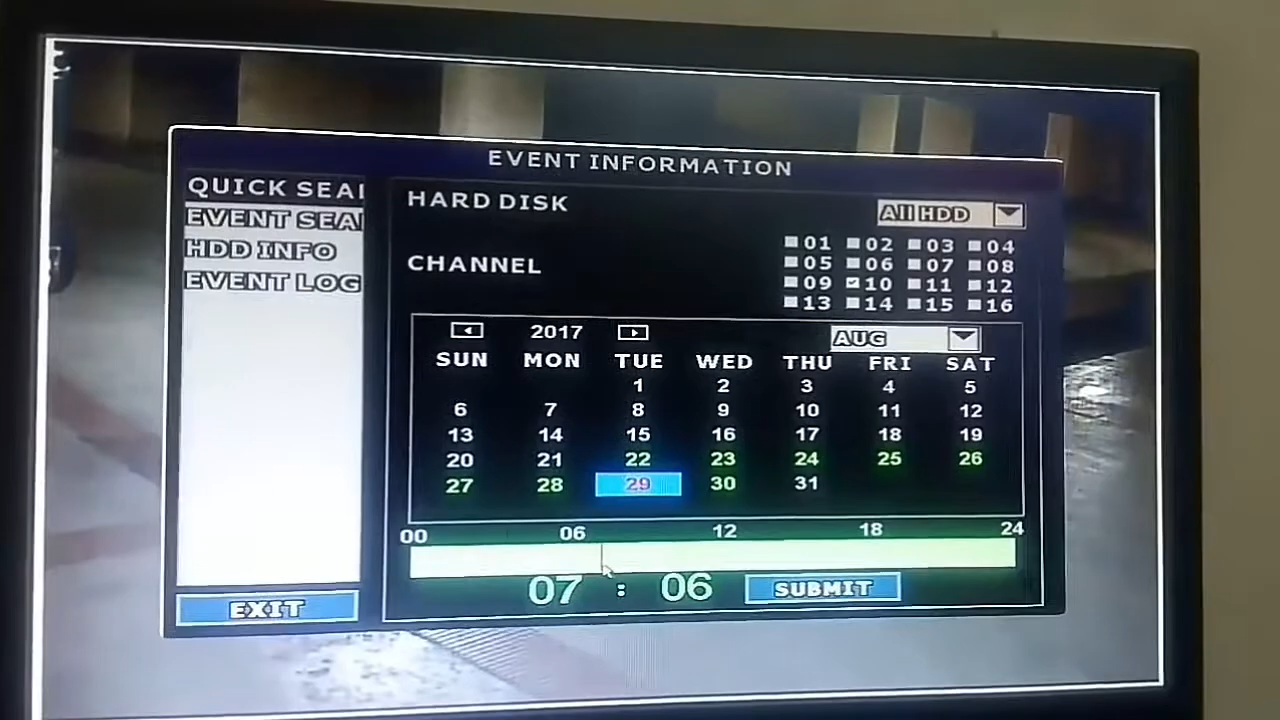 EVENT INFORMATION
QUICK SEAR
EVENT SEA
HDD INFO
EVENT LOG
EXIT
HARD DISK
All HDD
CHANNEL
01 02 03 04
05 06 07 08
09 10 11 12
13 14 15 16
2017
AUG
SUN MON TUE WED THU FRI SAT
1 2 3 4 5
6 7 8 9 10 11 12
13 14 15 16 17 18 19
20 21 22 23 24 25 26
27 28 29 30 31
00 06 12 18 24
07 : 06
SUBMIT